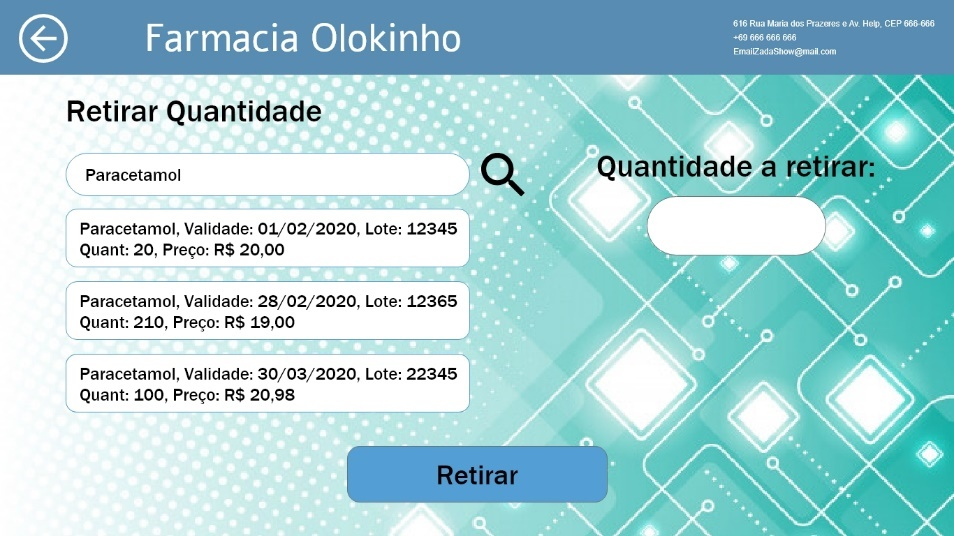 Farmacia Olokinho
616 Rua Maria dos Prazeres e Av. Help, CEP 666-666
+69 666 666 666
EmailZadaShow@mail.com
Retirar Quantidade
Paracetamol
Paracetamol, Validade: 01/02/2020, Lote: 12345
Quant: 20, Preço: R$ 20,00
Paracetamol, Validade: 28/02/2020, Lote: 12365
Quant: 210, Preço: R$ 19,00
Paracetamol, Validade: 30/03/2020, Lote: 22345
Quant: 100, Preço: R$ 20,98
Quantidade a retirar:
Retirar